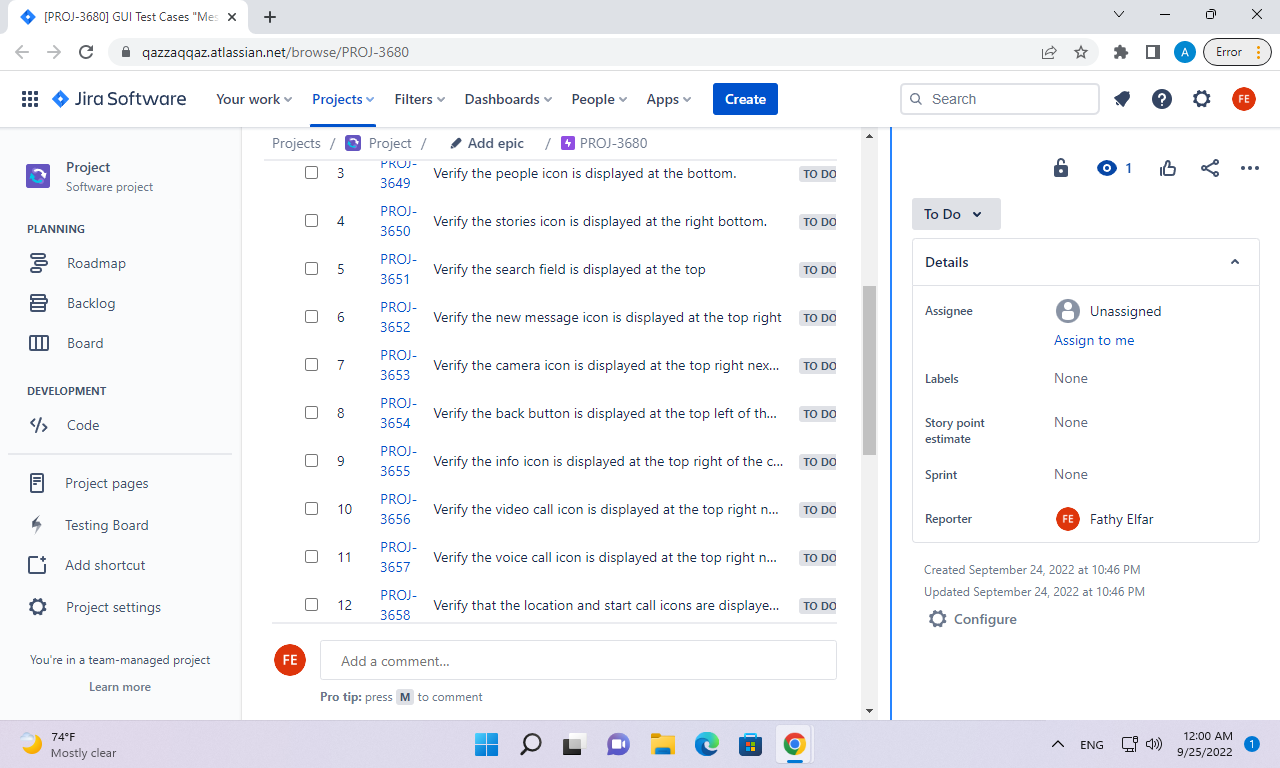 [PROJ-3680] GUI Test Cases "Mes
qazzaqqaz.atlassian.net/browse/PROJ-3680
A
Error
Jira Software
Your work
Projects
Filters
Dashboards
People
Apps
Create
Search
FE
Project
Software project
PLANNING
Roadmap
Backlog
Board
DEVELOPMENT
Code
Project pages
Testing Board
Add shortcut
Project settings
You're in a team-managed project
Learn more
Projects / Project / Add epic / PROJ-3680
3 PROJ-3649 Verify the people icon is displayed at the bottom. TO DO
4 PROJ-3650 Verify the stories icon is displayed at the right bottom. TO DO
5 PROJ-3651 Verify the search field is displayed at the top TO DO
6 PROJ-3652 Verify the new message icon is displayed at the top right TO DO
7 PROJ-3653 Verify the camera icon is displayed at the top right nex... TO DO
8 PROJ-3654 Verify the back button is displayed at the top left of th... TO DO
9 PROJ-3655 Verify the info icon is displayed at the top right of the c... TO DO
10 PROJ-3656 Verify the video call icon is displayed at the top right n... TO DO
11 PROJ-3657 Verify the voice call icon is displayed at the top right n... TO DO
12 PROJ-3658 Verify that the location and start call icons are displaye... TO DO
FE
Add a comment...
Pro tip: press M to comment
1
To Do
Details
Assignee
Unassigned
Assign to me
Labels
None
Story point estimate
None
Sprint
None
Reporter
FE Fathy Elfar
Created September 24, 2022 at 10:46 PM
Updated September 24, 2022 at 10:46 PM
Configure
74°F
Mostly clear
ENG
12:00 AM
9/25/2022
1